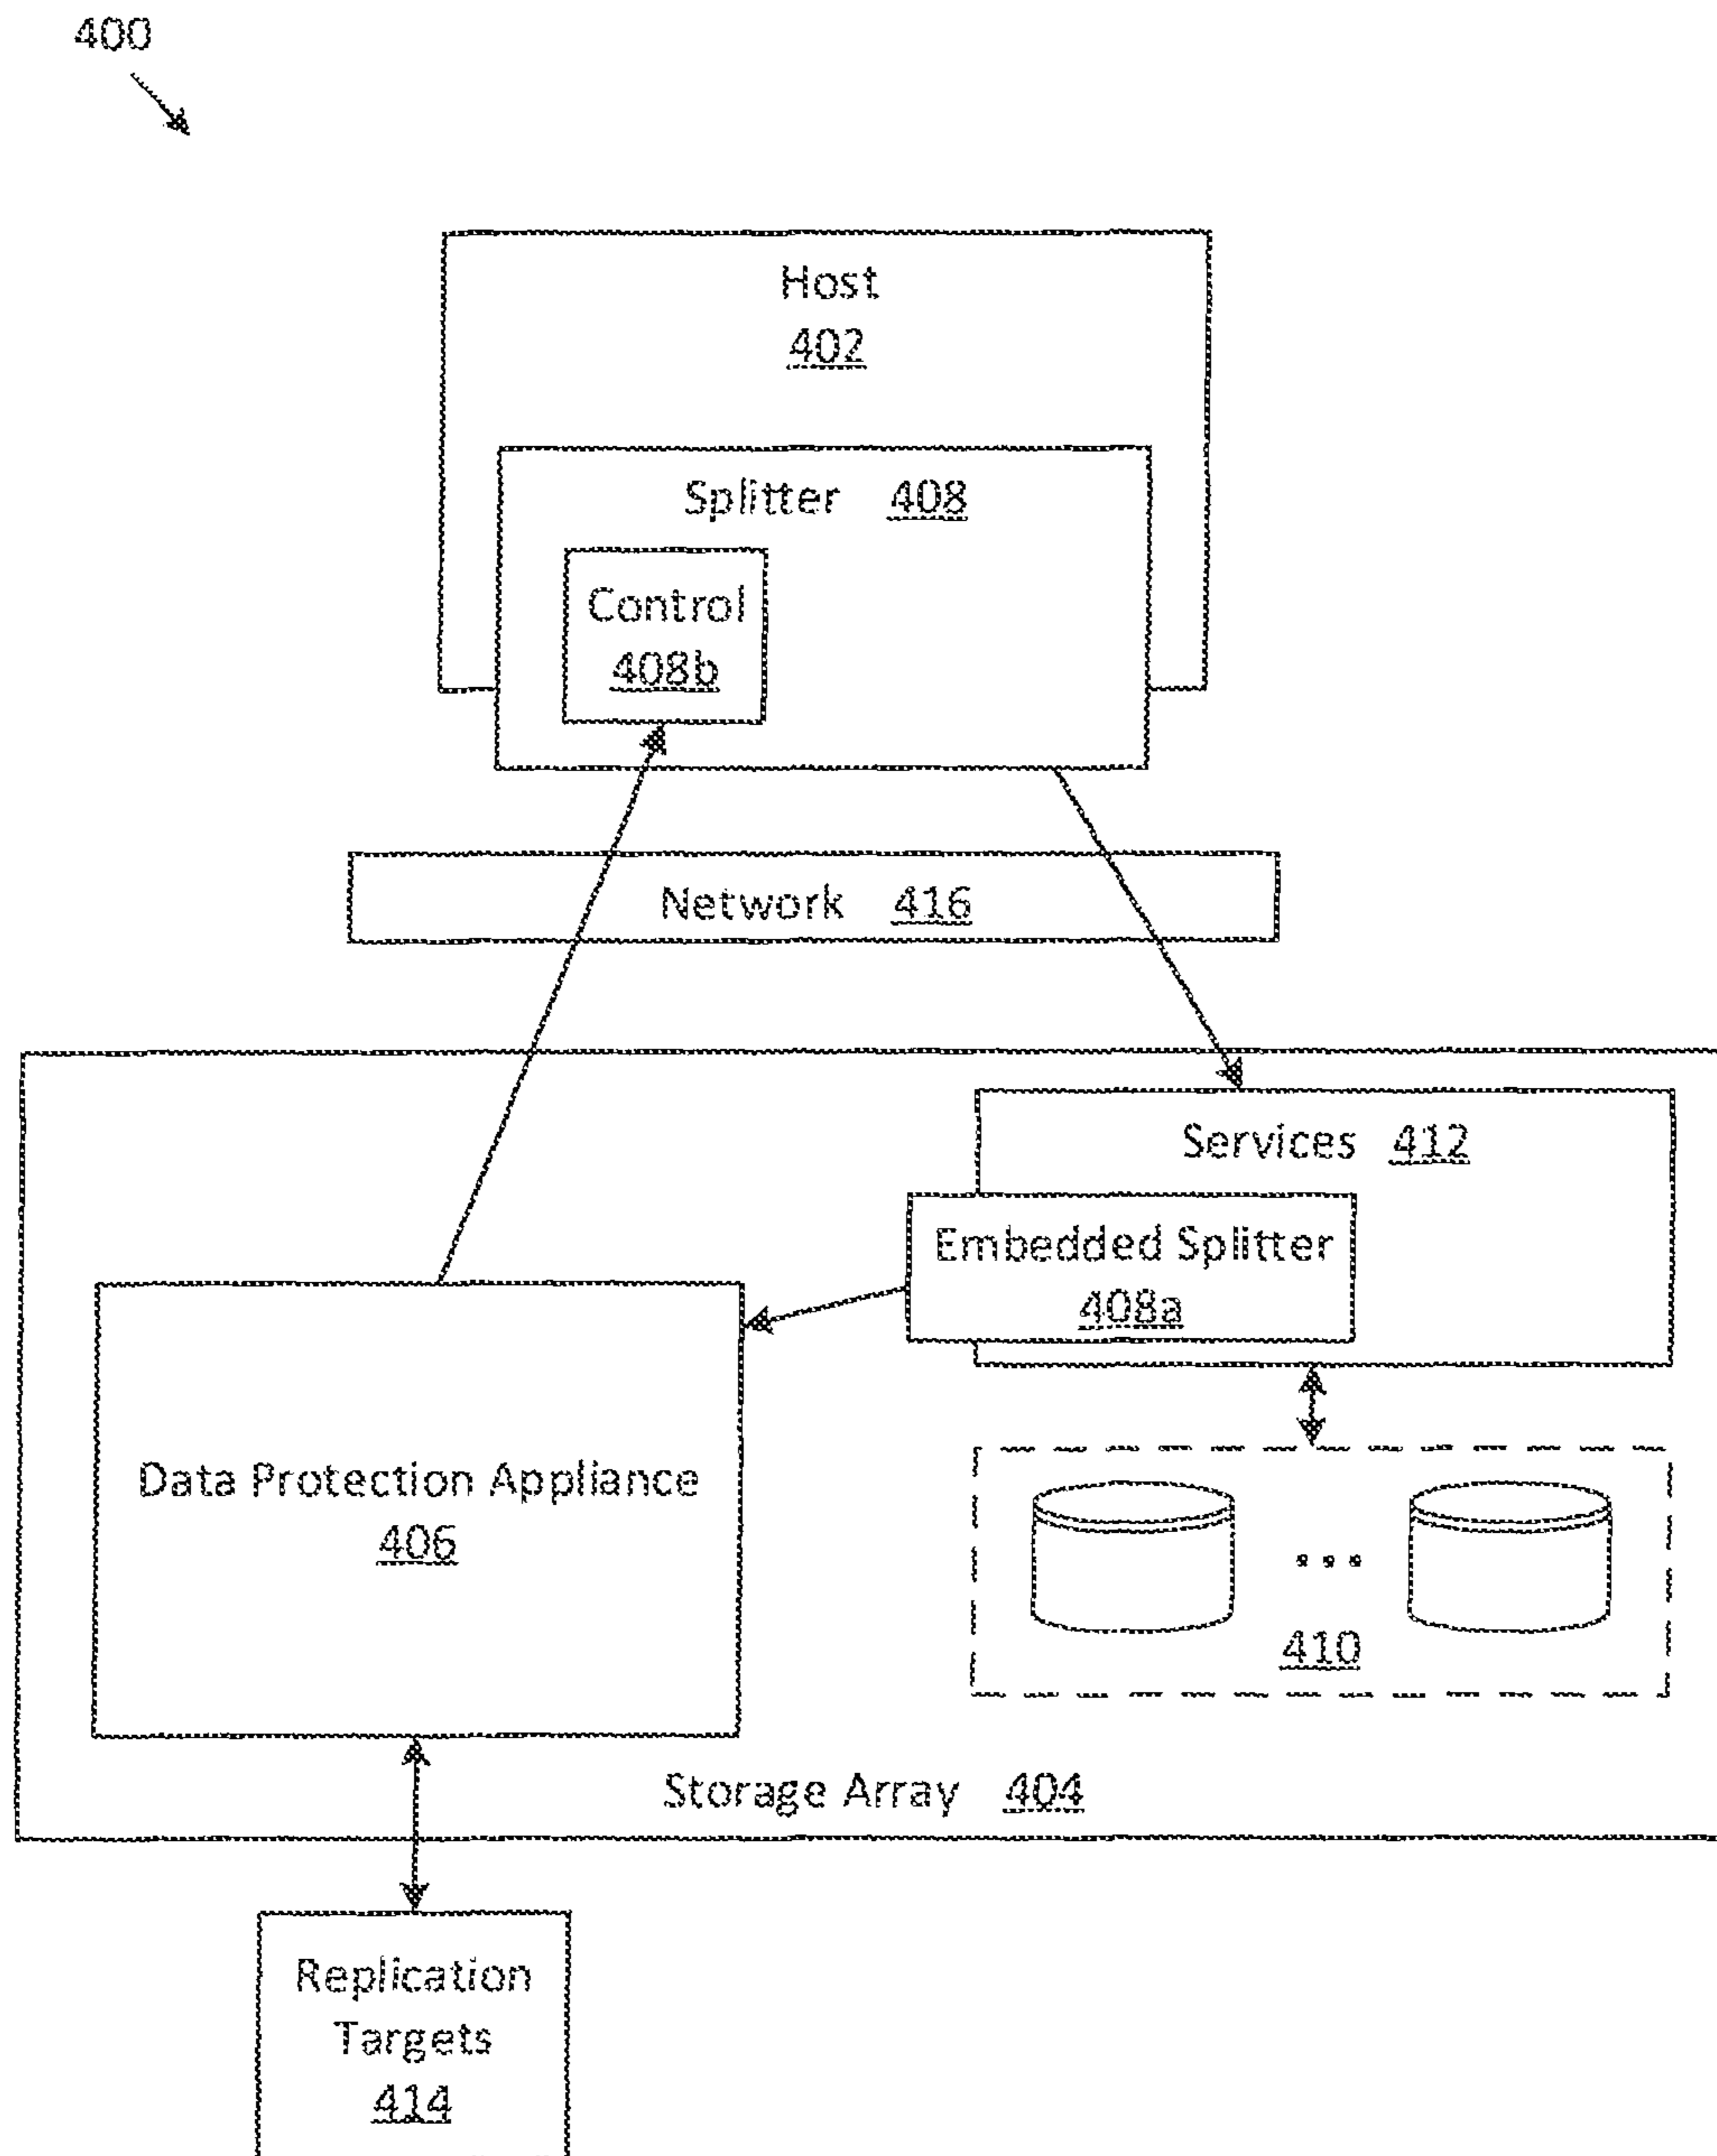 400
Host
402
Splitter 408
Control
408b
Network 416
Services 412
Embedded Splitter
408a
Data Protection Appliance
406
...
410
Storage Array 404
Replication
Targets
414